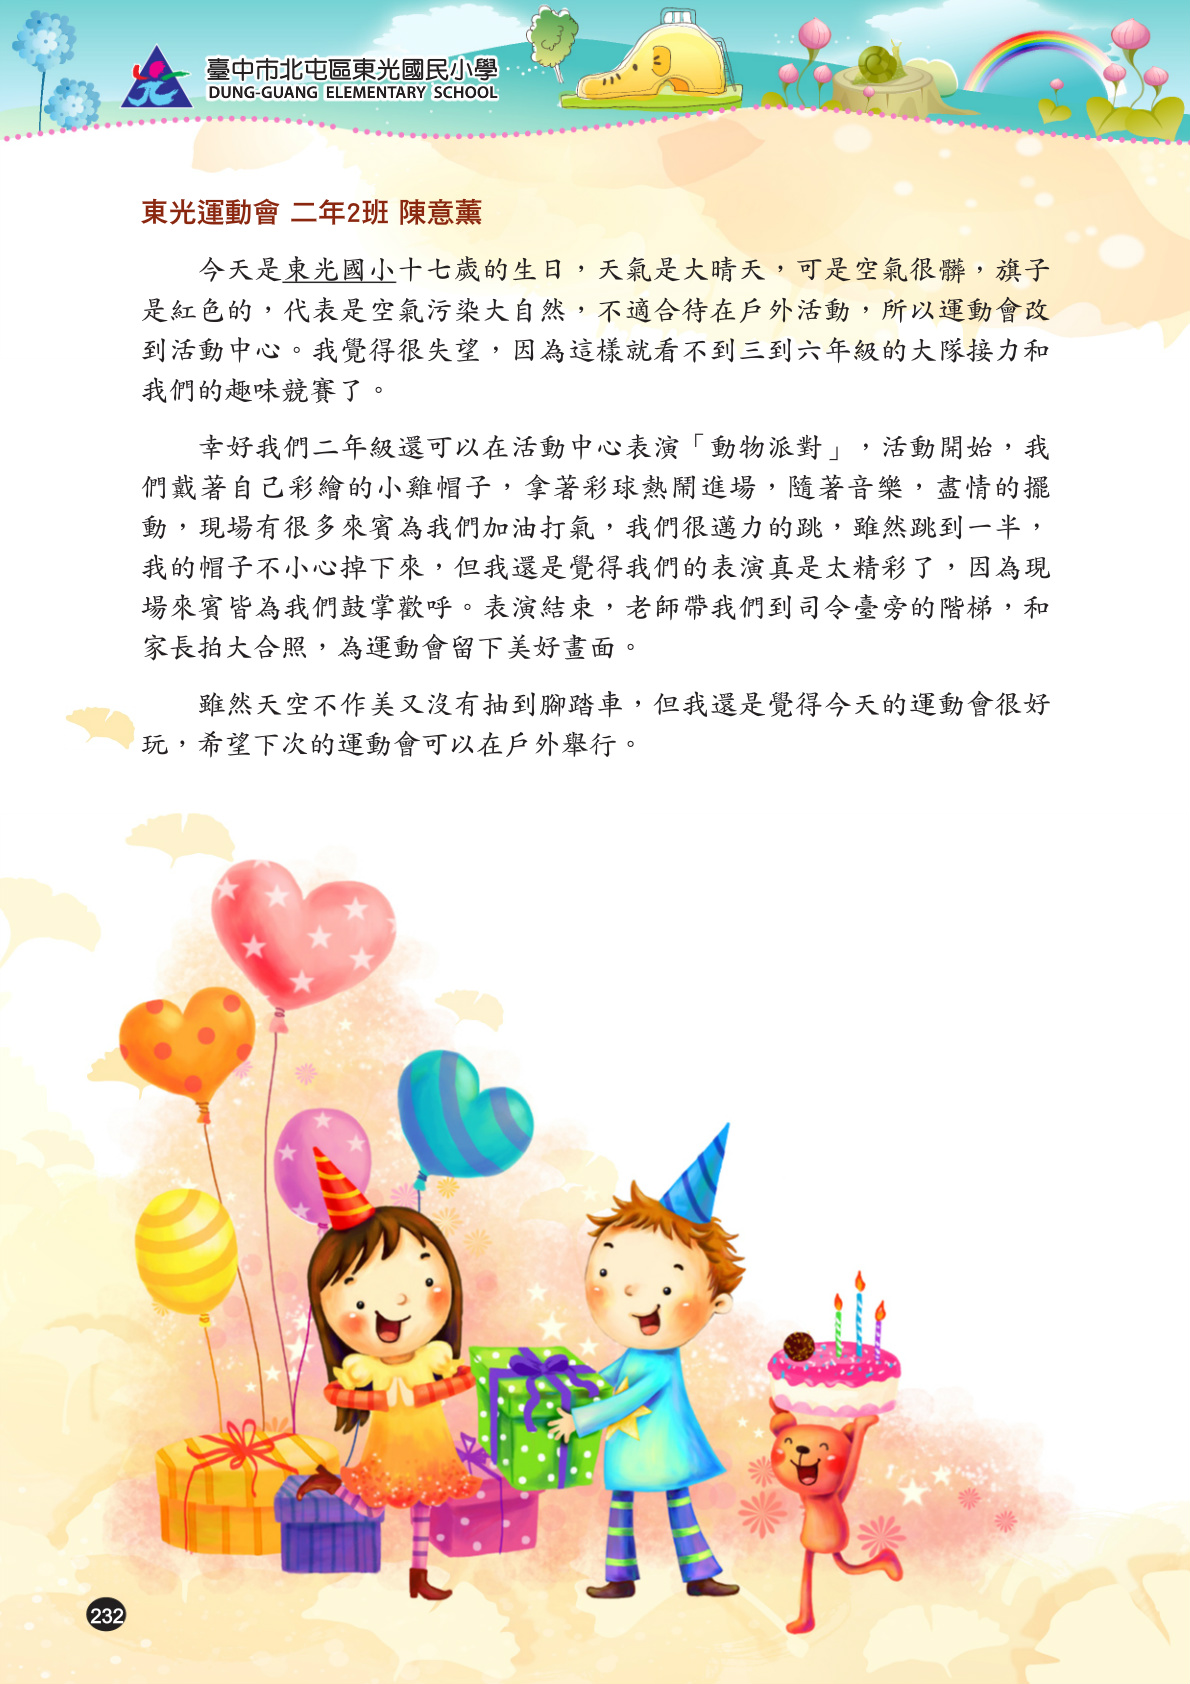 臺中市北屯區東光國民小學
DUNG-GUANG ELEMENTARY SCHOOL
東光運動會 二年2班 陳意薰
今天是東光國小十七歲的生日，天氣是大晴天，可是空氣很髒，旗子
是紅色的，代表是空氣污染大自然，不適合待在戶外活動，所以運動會改
到活動中心。我覺得很失望，因為這樣就看不到三到六年級的大隊接力和
我們的趣味競賽了。
幸好我們二年級還可以在活動中心表演「動物派對」，活動開始，我
們戴著自己彩繪的小雞帽子，拿著彩球熱鬧進場，隨著音樂，盡情的擺
動，現場有很多來賓為我們加油打氣，我們很邁力的跳，雖然跳到一半，
我的帽子不小心掉下來，但我還是覺得我們的表演真是太精彩了，因為現
場來賓皆為我們鼓掌歡呼。表演結束，老師帶我們到司令臺旁的階梯，和
家長拍大合照，為運動會留下美好畫面。
雖然天空不作美又沒有抽到腳踏車，但我還是覺得今天的運動會很好
玩，希望下次的運動會可以在戶外舉行。
232